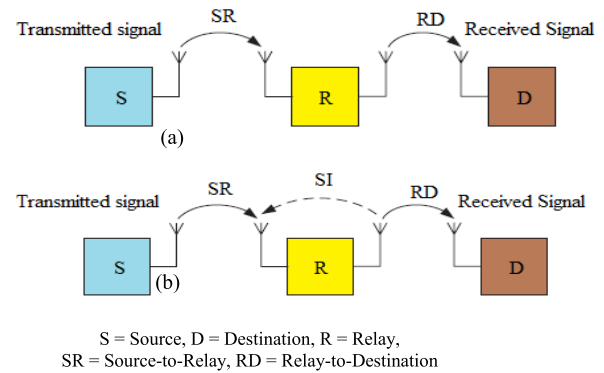 SR
RD
Transmitted signal
Received Signal
S
R
D
(a)
SR
SI
RD
Transmitted signal
Received Signal
S
R
D
(b)
S = Source, D = Destination, R = Relay,
SR = Source-to-Relay, RD = Relay-to-Destination